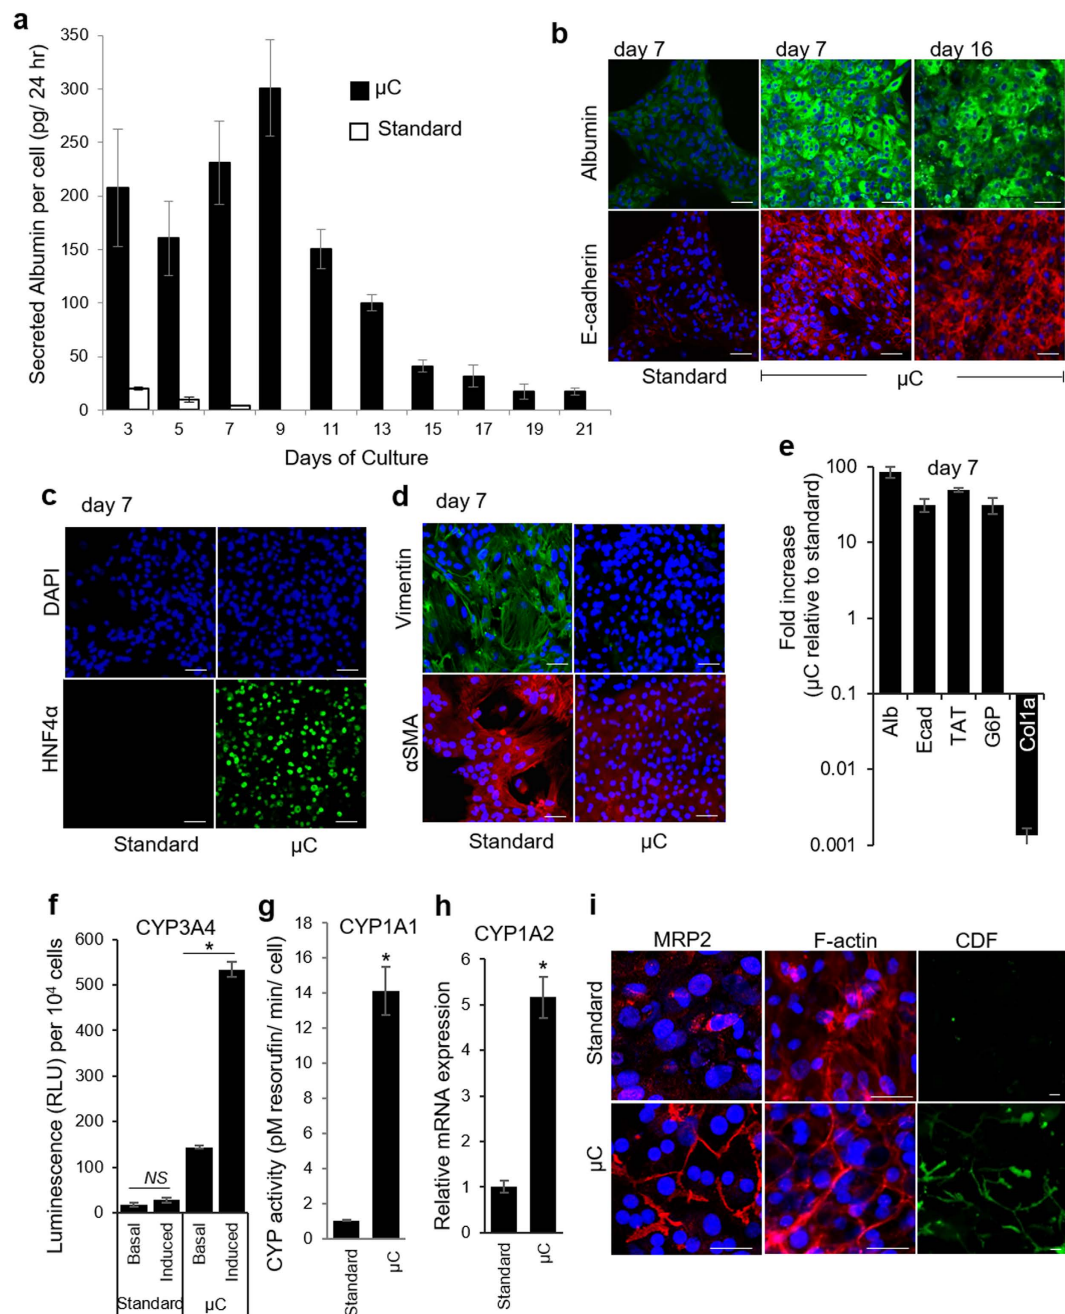 a
Secreted Albumin per cell (pg/ 24 hr)
350
300
250
200
150
100
50
0
µC
Standard
3 5 7 9 11 13 15 17 19 21
Days of Culture
b
day 7 day 7 day 16
Albumin
E-cadherin
Standard µC
c
day 7
DAPI
HNF4α
Standard µC
d
day 7
Vimentin
αSMA
Standard µC
e
day 7
Fold increase
(µC relative to standard)
100
10
1
0.1
0.01
0.001
Alb Ecad TAT G6P Col1a
f
CYP3A4
Luminescence (RLU) per 10⁴ cells
600
500
400
300
200
100
0
*
NS
Basal Induced Basal Induced
Standard µC
g
CYP1A1
CYP activity (pM resorufin/ min/ cell)
18
16
14
12
10
8
6
4
2
0
*
Standard µC
h
CYP1A2
Relative mRNA expression
6
5
4
3
2
1
0
*
Standard µC
i
MRP2 F-actin CDF
Standard
µC